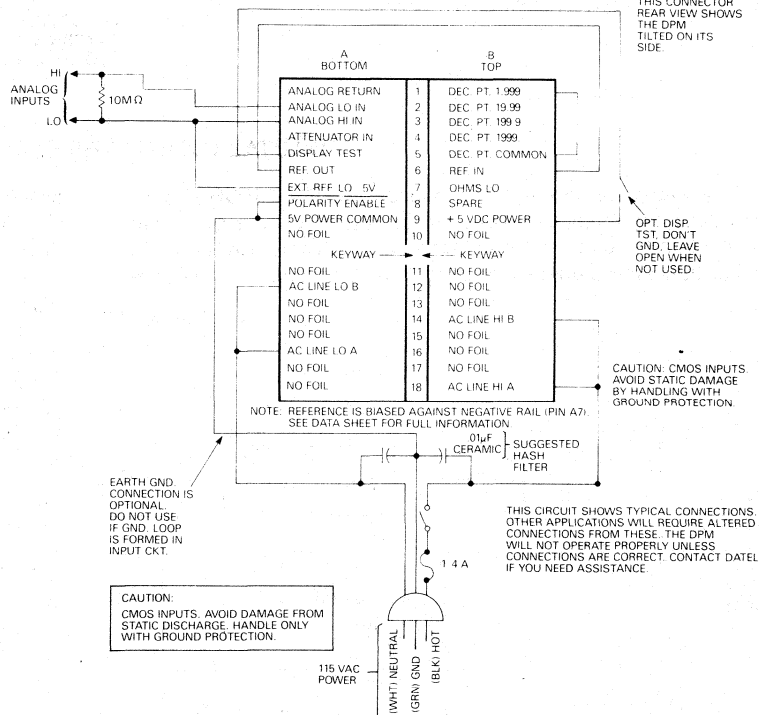 THIS CONNECTOR
REAR VIEW SHOWS
THE DPM
TILTED ON ITS
SIDE.
A
BOTTOM
B
TOP
HI
ANALOG
INPUTS
LO
10MΩ
ANALOG RETURN 1 DEC. PT. 1.999
ANALOG LO IN 2 DEC. PT. 19.99
ANALOG HI IN 3 DEC. PT. 199 9
ATTENUATOR IN 4 DEC. PT. 1999
DISPLAY TEST 5 DEC. PT. COMMON
REF. OUT 6 REF IN
EXT. REF LO 5V 7 OHMS LO
POLARITY ENABLE 8 SPARE
5V POWER COMMON 9 + 5 VDC POWER
NO FOIL 10 NO FOIL
KEYWAY KEYWAY
NO FOIL 11 NO FOIL
AC LINE LO B 12 NO FOIL
NO FOIL 13 NO FOIL
NO FOIL 14 AC LINE HI B
NO FOIL 15 NO FOIL
AC LINE LO A 16 NO FOIL
NO FOIL 17 NO FOIL
NO FOIL 18 AC LINE HI A
OPT. DISP.
TST, DON'T
GND, LEAVE
OPEN WHEN
NOT USED.
CAUTION: CMOS INPUTS.
AVOID STATIC DAMAGE
BY HANDLING WITH
GROUND PROTECTION.
NOTE: REFERENCE IS BIASED AGAINST NEGATIVE RAIL (PIN A7).
SEE DATA SHEET FOR FULL INFORMATION.
.01µF
CERAMIC
SUGGESTED
HASH
FILTER
EARTH GND.
CONNECTION IS
OPTIONAL.
DO NOT USE
IF GND. LOOP
IS FORMED IN
INPUT CKT.
THIS CIRCUIT SHOWS TYPICAL CONNECTIONS.
OTHER APPLICATIONS WILL REQUIRE ALTERED
CONNECTIONS FROM THESE. THE DPM
WILL NOT OPERATE PROPERLY UNLESS
CONNECTIONS ARE CORRECT. CONTACT DATEL
IF YOU NEED ASSISTANCE.
1 4 A
CAUTION:
CMOS INPUTS. AVOID DAMAGE FROM
STATIC DISCHARGE. HANDLE ONLY
WITH GROUND PROTECTION.
115 VAC
POWER
(WHT) NEUTRAL
(GRN) GND
(BLK) HOT